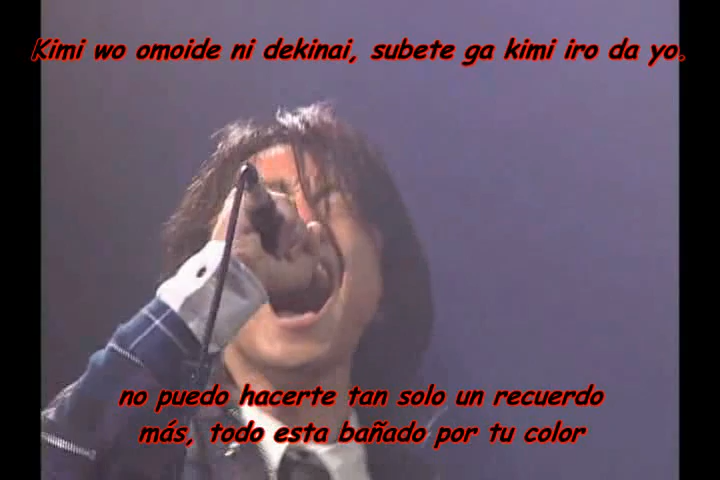 Kimi wo omoide ni dekinai, subete ga kimi iro da yo.
no puedo hacerte tan solo un recuerdo
más, todo esta bañado por tu color